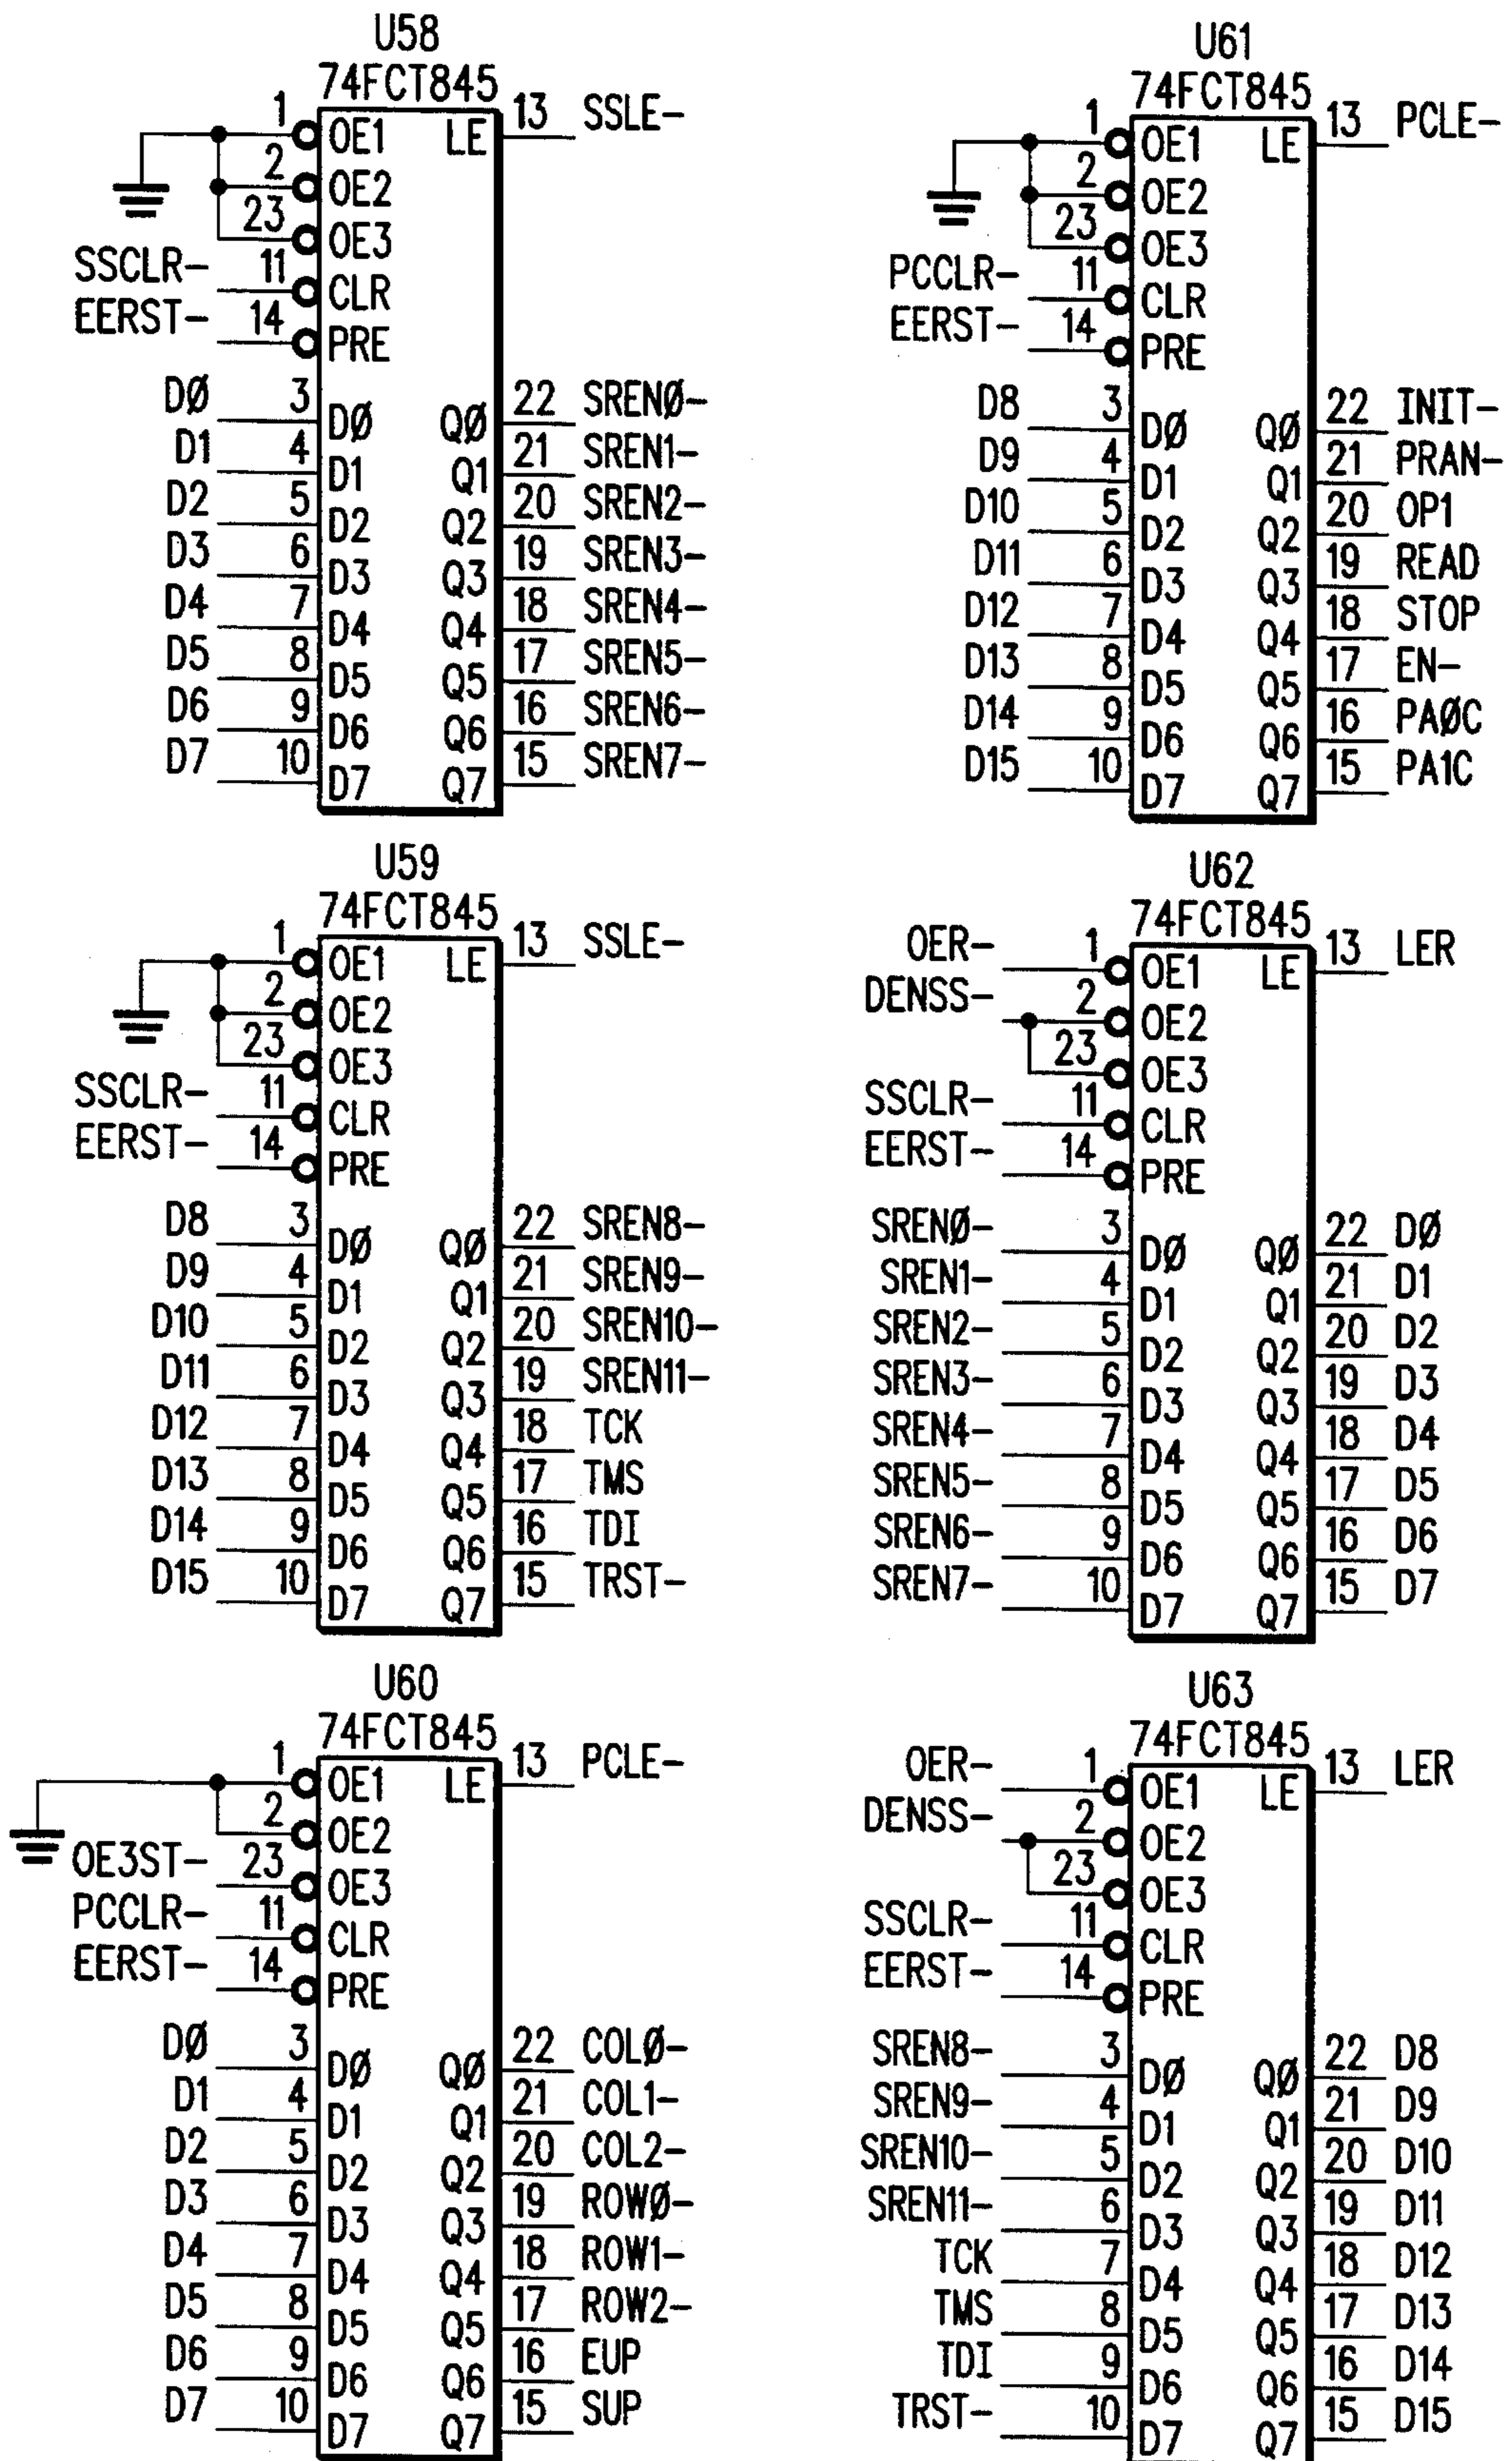 U58
74FCT845
1 OE1 LE 13 SSLE-
2 OE2
23 OE3
SSCLR- 11 CLR
EERST- 14 PRE
DØ 3 DØ QØ 22 SRENØ-
D1 4 D1 Q1 21 SREN1-
D2 5 D2 Q2 20 SREN2-
D3 6 D3 Q3 19 SREN3-
D4 7 D4 Q4 18 SREN4-
D5 8 D5 Q5 17 SREN5-
D6 9 D6 Q6 16 SREN6-
D7 10 D7 Q7 15 SREN7-
U59
74FCT845
1 OE1 LE 13 SSLE-
2 OE2
23 OE3
SSCLR- 11 CLR
EERST- 14 PRE
D8 3 DØ QØ 22 SREN8-
D9 4 D1 Q1 21 SREN9-
D10 5 D2 Q2 20 SREN10-
D11 6 D3 Q3 19 SREN11-
D12 7 D4 Q4 18 TCK
D13 8 D5 Q5 17 TMS
D14 9 D6 Q6 16 TDI
D15 10 D7 Q7 15 TRST-
U60
74FCT845
1 OE1 LE 13 PCLE-
2 OE2
OE3ST- 23 OE3
PCCLR- 11 CLR
EERST- 14 PRE
DØ 3 DØ QØ 22 COLØ-
D1 4 D1 Q1 21 COL1-
D2 5 D2 Q2 20 COL2-
D3 6 D3 Q3 19 ROWØ-
D4 7 D4 Q4 18 ROW1-
D5 8 D5 Q5 17 ROW2-
D6 9 D6 Q6 16 EUP
D7 10 D7 Q7 15 SUP
U61
74FCT845
1 OE1 LE 13 PCLE-
2 OE2
23 OE3
PCCLR- 11 CLR
EERST- 14 PRE
D8 3 DØ QØ 22 INIT-
D9 4 D1 Q1 21 PRAN-
D10 5 D2 Q2 20 OP1
D11 6 D3 Q3 19 READ
D12 7 D4 Q4 18 STOP
D13 8 D5 Q5 17 EN-
D14 9 D6 Q6 16 PAØC
D15 10 D7 Q7 15 PA1C
U62
74FCT845
OER- 1 OE1 LE 13 LER
DENSS- 2 OE2
23 OE3
SSCLR- 11 CLR
EERST- 14 PRE
SRENØ- 3 DØ QØ 22 DØ
SREN1- 4 D1 Q1 21 D1
SREN2- 5 D2 Q2 20 D2
SREN3- 6 D3 Q3 19 D3
SREN4- 7 D4 Q4 18 D4
SREN5- 8 D5 Q5 17 D5
SREN6- 9 D6 Q6 16 D6
SREN7- 10 D7 Q7 15 D7
U63
74FCT845
OER- 1 OE1 LE 13 LER
DENSS- 2 OE2
23 OE3
SSCLR- 11 CLR
EERST- 14 PRE
SREN8- 3 DØ QØ 22 D8
SREN9- 4 D1 Q1 21 D9
SREN10- 5 D2 Q2 20 D10
SREN11- 6 D3 Q3 19 D11
TCK 7 D4 Q4 18 D12
TMS 8 D5 Q5 17 D13
TDI 9 D6 Q6 16 D14
TRST- 10 D7 Q7 15 D15